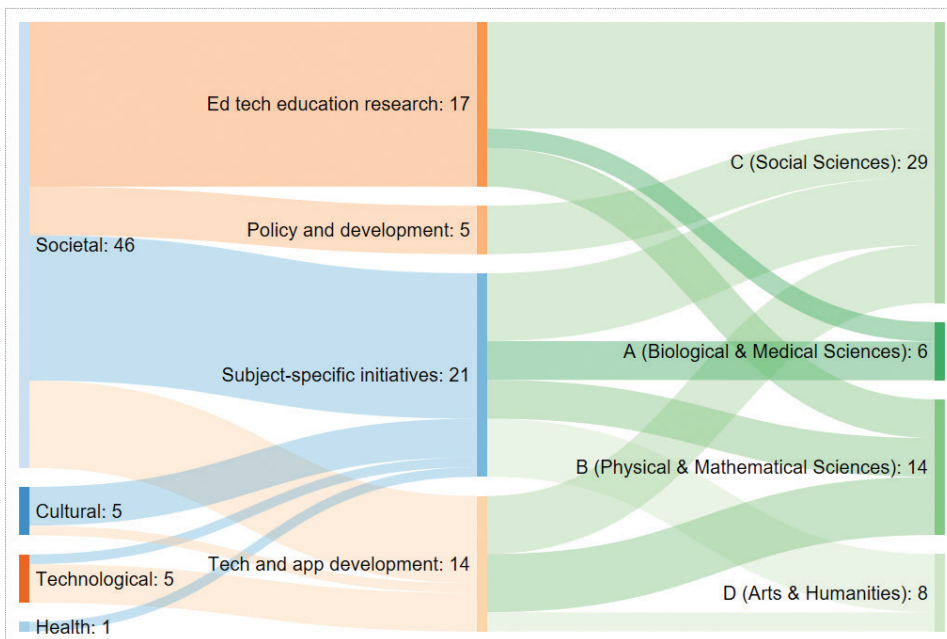 Societal: 46
Cultural: 5
Technological: 5
Health: 1
Ed tech education research: 17
Policy and development: 5
Subject-specific initiatives: 21
Tech and app development: 14
C (Social Sciences): 29
A (Biological & Medical Sciences): 6
B (Physical & Mathematical Sciences): 14
D (Arts & Humanities): 8